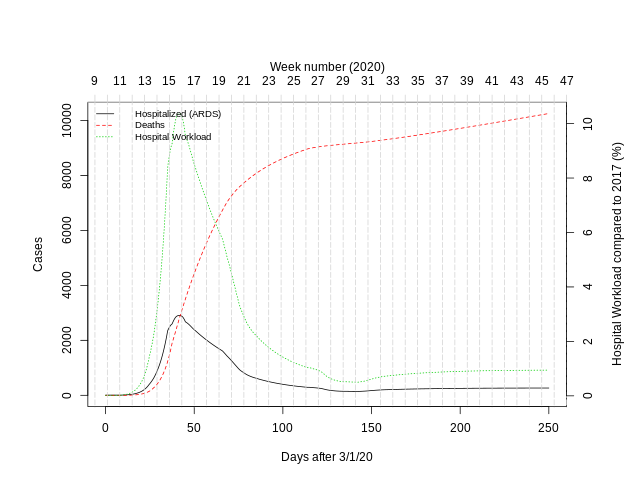 Week number (2020)
9 11 13 15 17 19 21 23 25 27 29 31 33 35 37 39 41 43 45 47
Hospitalized (ARDS)
Deaths
Hospital Workload
Cases
0 2000 4000 6000 8000 10000
0 2 4 6 8 10
Hospital Workload compared to 2017 (%)
0 50 100 150 200 250
Days after 3/1/20